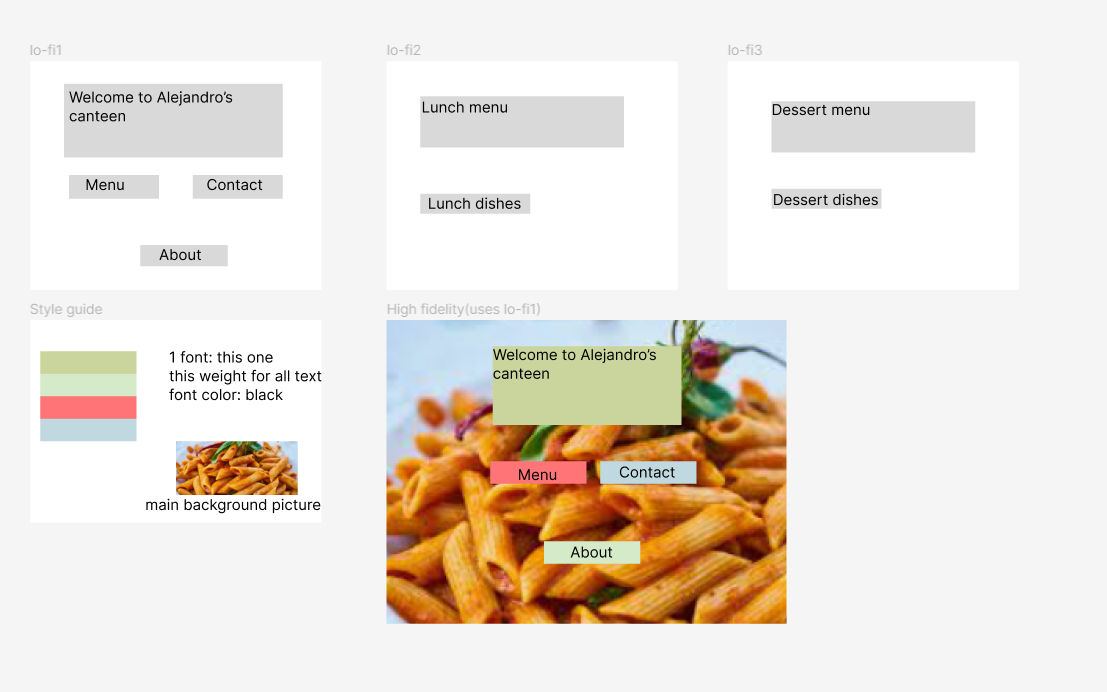 lo-fi1
Welcome to Alejandro's
canteen
Menu
Contact
About
lo-fi2
Lunch menu
Lunch dishes
lo-fi3
Dessert menu
Dessert dishes
Style guide
1 font: this one
this weight for all text
font color: black
main background picture
High fidelity(uses lo-fi1)
Welcome to Alejandro's
canteen
Menu
Contact
About